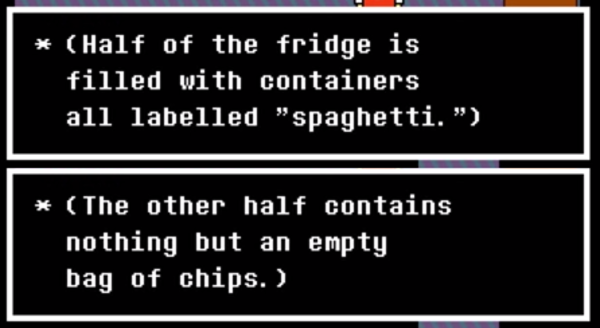 * (Half of the fridge is
filled with containers
all labelled ”spaghetti.”)
* (The other half contains
nothing but an empty
bag of chips.)